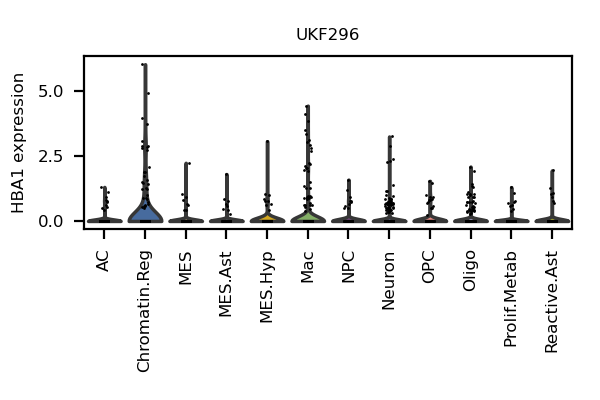 UKF296
HBA1 expression
5.0
2.5
0.0
AC
Chromatin.Reg
MES
MES.Ast
MES.Hyp
Mac
NPC
Neuron
OPC
Oligo
Prolif.Metab
Reactive.Ast